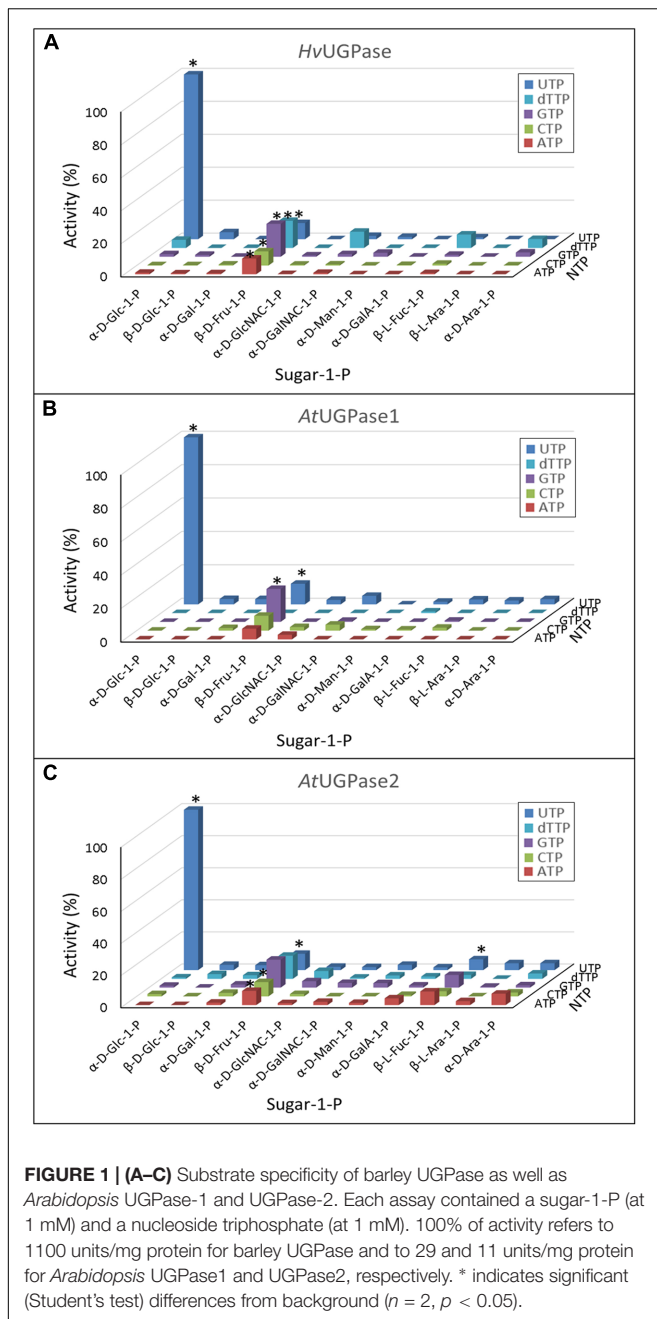 A
HvUGPase
Activity (%)
100
80
60
40
20
0
*
* * *
*
*
UTP
dTTP
GTP
CTP
ATP
UTP
dTTP
GTP
CTP
ATP
NTP
α-D-Glc-1-P
β-D-Glc-1-P
α-D-Gal-1-P
β-D-Fru-1-P
α-D-GlcNAC-1-P
α-D-GalNAC-1-P
α-D-Man-1-P
α-D-GalA-1-P
β-L-Fuc-1-P
β-L-Ara-1-P
α-D-Ara-1-P
Sugar-1-P
B
AtUGPase1
Activity (%)
100
80
60
40
20
0
*
*
*
UTP
dTTP
GTP
CTP
ATP
UTP
dTTP
GTP
CTP
ATP
NTP
α-D-Glc-1-P
β-D-Glc-1-P
α-D-Gal-1-P
β-D-Fru-1-P
α-D-GlcNAC-1-P
α-D-GalNAC-1-P
α-D-Man-1-P
α-D-GalA-1-P
β-L-Fuc-1-P
β-L-Ara-1-P
α-D-Ara-1-P
Sugar-1-P
C
AtUGPase2
Activity (%)
100
80
60
40
20
0
*
*
*
*
*
UTP
dTTP
GTP
CTP
ATP
UTP
dTTP
GTP
CTP
ATP
NTP
α-D-Glc-1-P
β-D-Glc-1-P
α-D-Gal-1-P
β-D-Fru-1-P
α-D-GlcNAC-1-P
α-D-GalNAC-1-P
α-D-Man-1-P
α-D-GalA-1-P
β-L-Fuc-1-P
β-L-Ara-1-P
α-D-Ara-1-P
Sugar-1-P
FIGURE 1 | (A–C) Substrate specificity of barley UGPase as well as
Arabidopsis UGPase-1 and UGPase-2. Each assay contained a sugar-1-P (at
1 mM) and a nucleoside triphosphate (at 1 mM). 100% of activity refers to
1100 units/mg protein for barley UGPase and to 29 and 11 units/mg protein
for Arabidopsis UGPase1 and UGPase2, respectively. * indicates significant
(Student's test) differences from background (n = 2, p < 0.05).